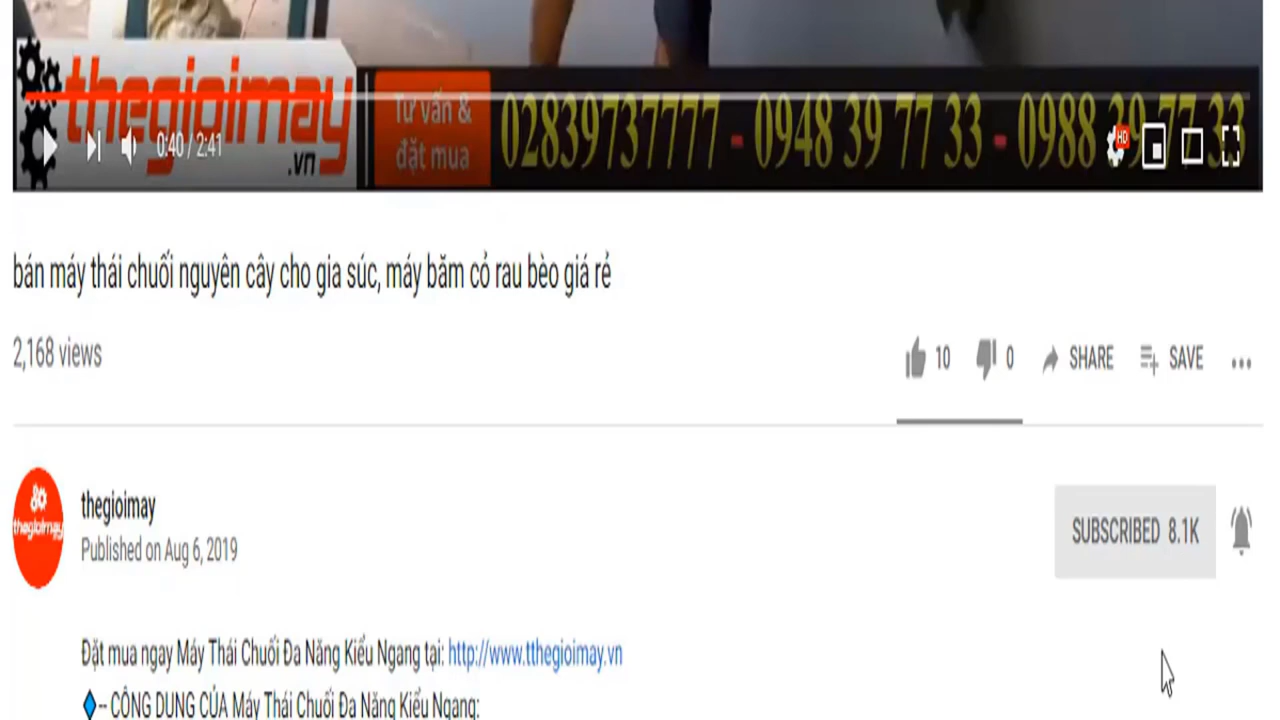 thegioimay
.vn
Tư vấn &
đặt mua
02839737777 - 0948 39 77 33 - 0988 39 77 33
HD
0:40 / 2:41
bán máy thái chuối nguyên cây cho gia súc, máy băm cỏ rau bèo giá rẻ
2,168 views
10 0 SHARE SAVE
thegioimay
thegioimay
Published on Aug 6, 2019
SUBSCRIBED 8.1K
Đặt mua ngay Máy Thái Chuối Đa Năng Kiểu Ngang tại: http://www.tthegioimay.vn
-- CÔNG DỤNG CỦA Máy Thái Chuối Đa Năng Kiểu Ngang: